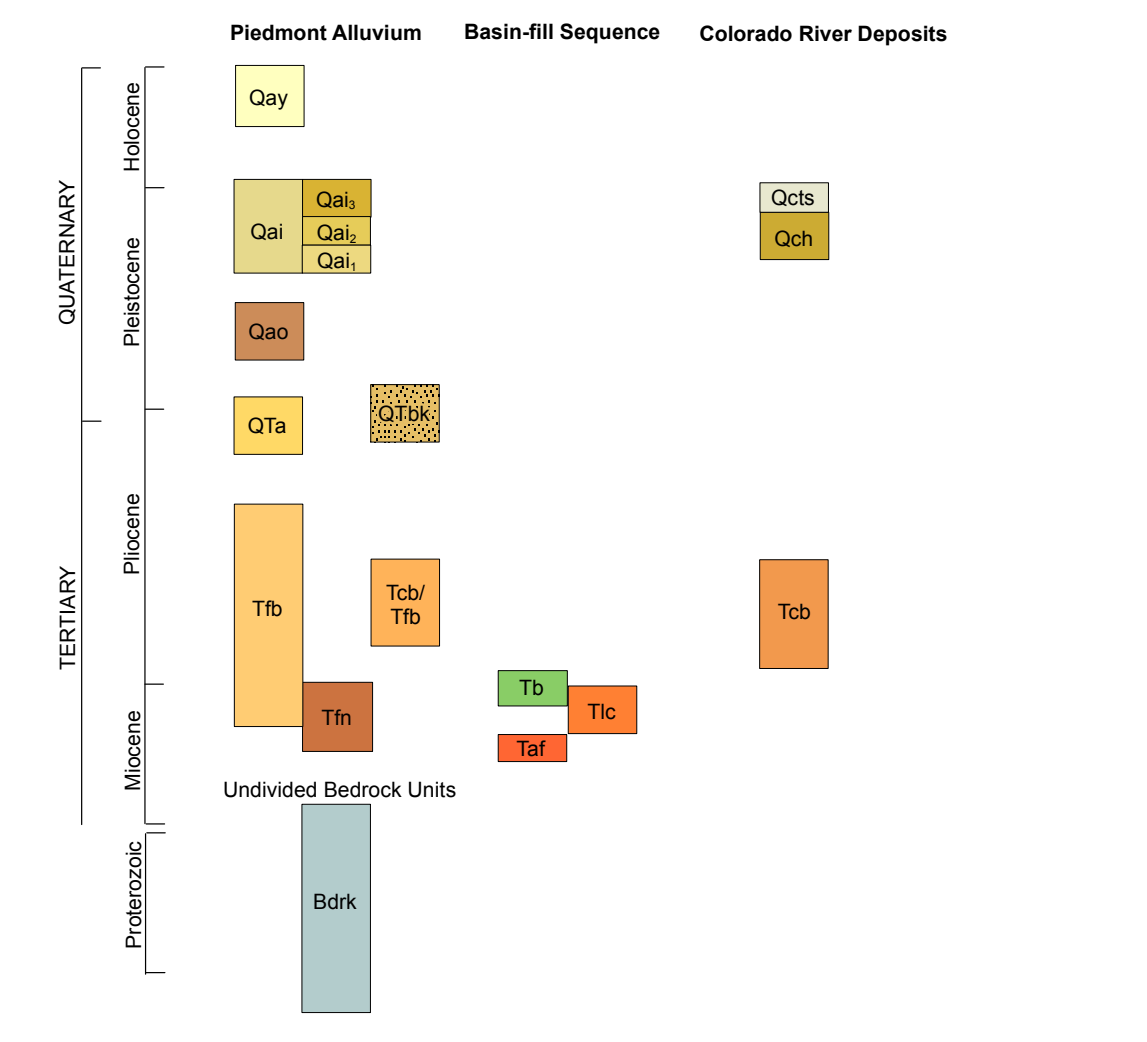 Piedmont Alluvium
Basin-fill Sequence
Colorado River Deposits
QUATERNARY
TERTIARY
Holocene
Pleistocene
Pliocene
Miocene
Proterozoic
Qay
Qai
Qai₃
Qai₂
Qai₁
Qcts
Qch
Qao
QTa
QTbk
Tfb
Tcb/
Tfb
Tcb
Tfn
Tb
Tlc
Taf
Undivided Bedrock Units
Bdrk